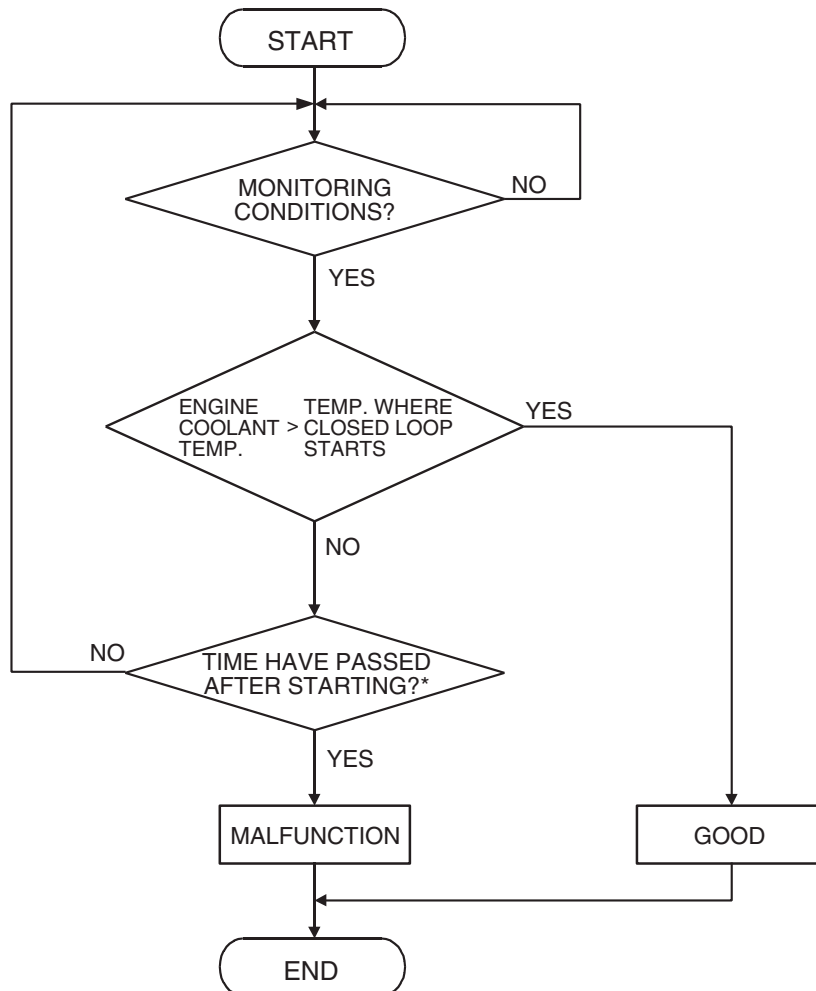 START
MONITORING
CONDITIONS?
NO
YES
ENGINE
COOLANT
TEMP.
>
TEMP. WHERE
CLOSED LOOP
STARTS
YES
NO
TIME HAVE PASSED
AFTER STARTING?*
NO
YES
MALFUNCTION
GOOD
END